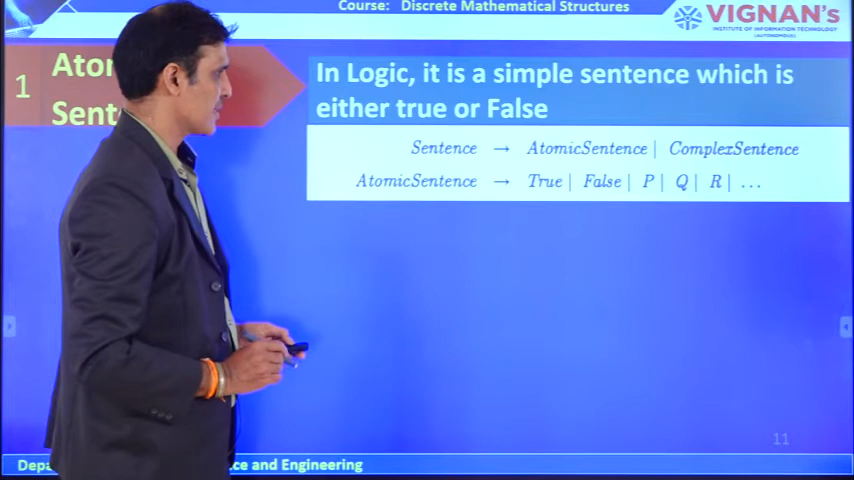 Course: Discrete Mathematical Structures
VIGNAN's
INSTITUTE OF INFORMATION TECHNOLOGY
(AUTONOMOUS)
1
In Logic, it is a simple sentence which is
either true or False
Sentence → AtomicSentence | ComplexSentence
AtomicSentence → True | False | P | Q | R | ...
11
and Engineering